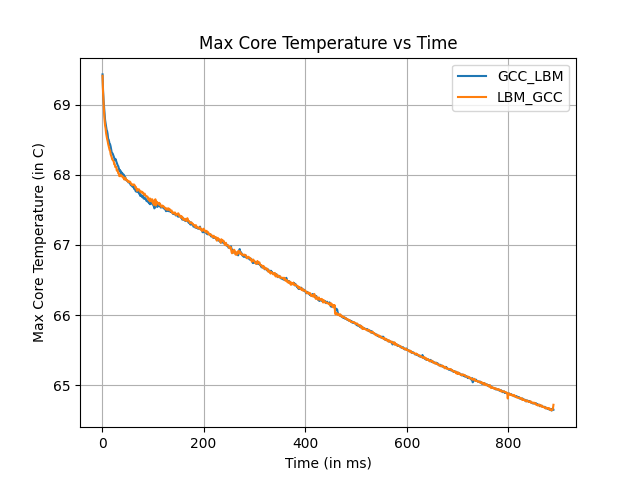 Max Core Temperature vs Time
GCC_LBM
LBM_GCC
69
68
67
66
65
Max Core Temperature (in C)
0 200 400 600 800
Time (in ms)